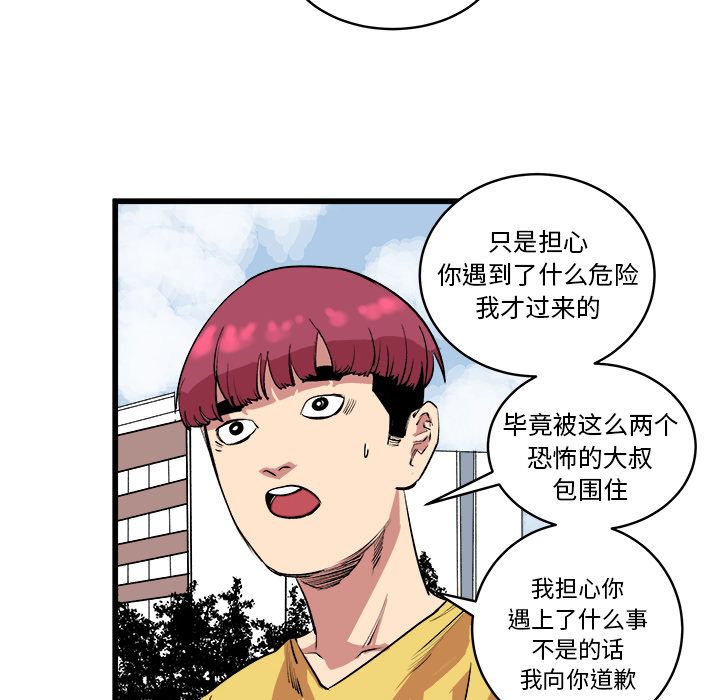 只是担心
你遇到了什么危险
我才过来的
毕竟被这么两个
恐怖的大叔
包围住
我担心你
遇上了什么事
不是的话
我向你道歉